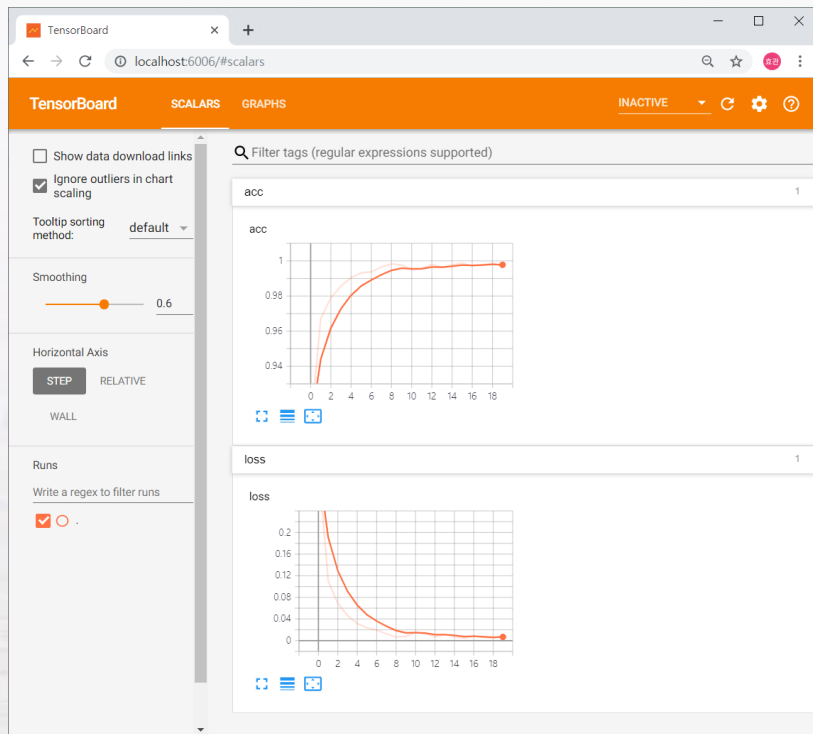 TensorBoard
localhost:6006/#scalars
효관
TensorBoard SCALARS GRAPHS INACTIVE
Show data download links
Ignore outliers in chart
scaling
Tooltip sorting
method: default
Smoothing
0.6
Horizontal Axis
STEP RELATIVE
WALL
Runs
Write a regex to filter runs
.
Filter tags (regular expressions supported)
acc 1
acc
1
0.98
0.96
0.94
0 2 4 6 8 10 12 14 16 18
loss 1
loss
0.2
0.16
0.12
0.08
0.04
0
0 2 4 6 8 10 12 14 16 18